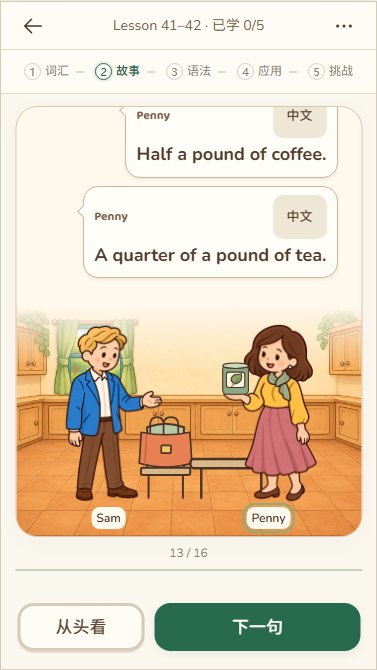 Lesson 41–42 · 已学 0/5
1 词汇 2 故事 3 语法 4 应用 5 挑战
Penny 中文
Half a pound of coffee.
Penny 中文
A quarter of a pound of tea.
Sam Penny
13 / 16
从头看 下一句